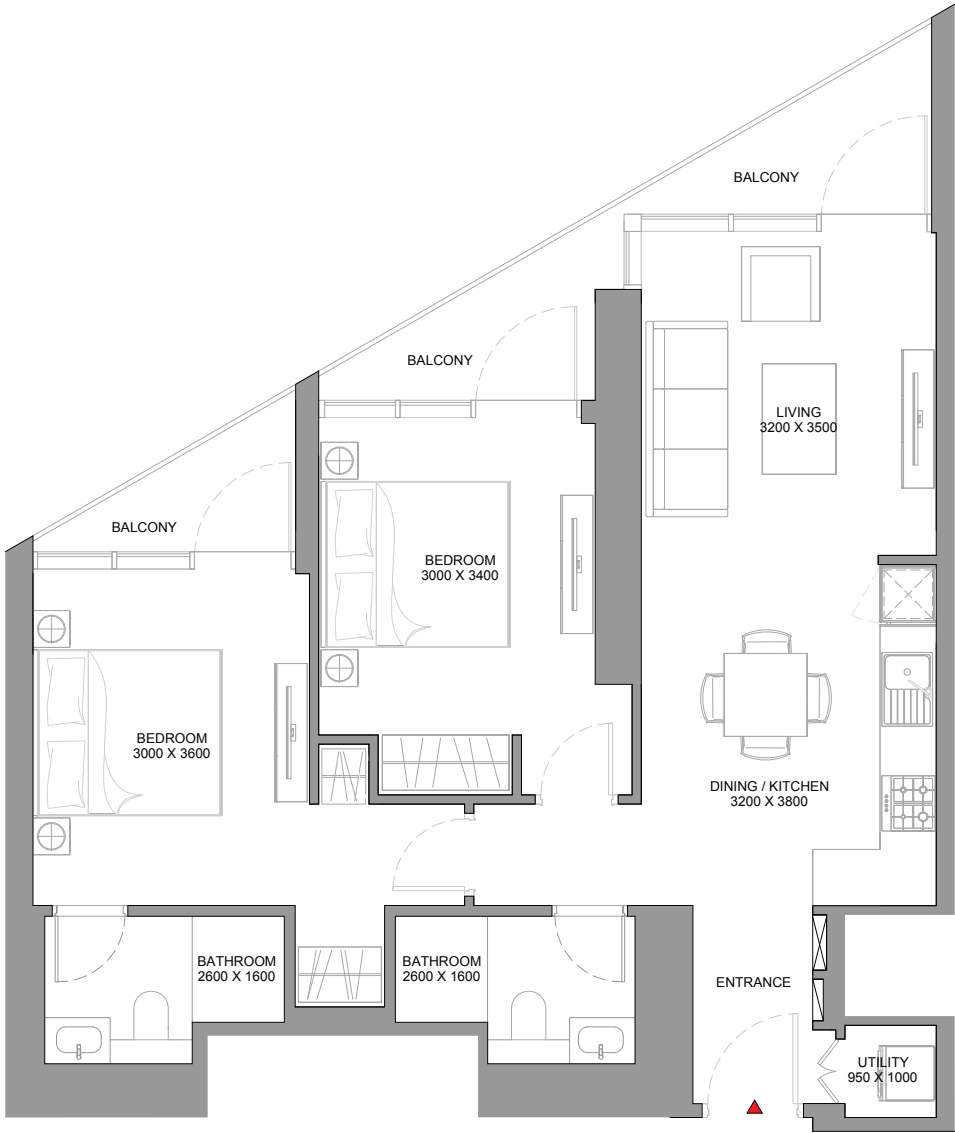 BALCONY
BALCONY
LIVING
3200 X 3500
BALCONY
BEDROOM
3000 X 3400
BEDROOM
3000 X 3600
DINING / KITCHEN
3200 X 3800
BATHROOM
2600 X 1600
BATHROOM
2600 X 1600
ENTRANCE
UTILITY
950 X 1000